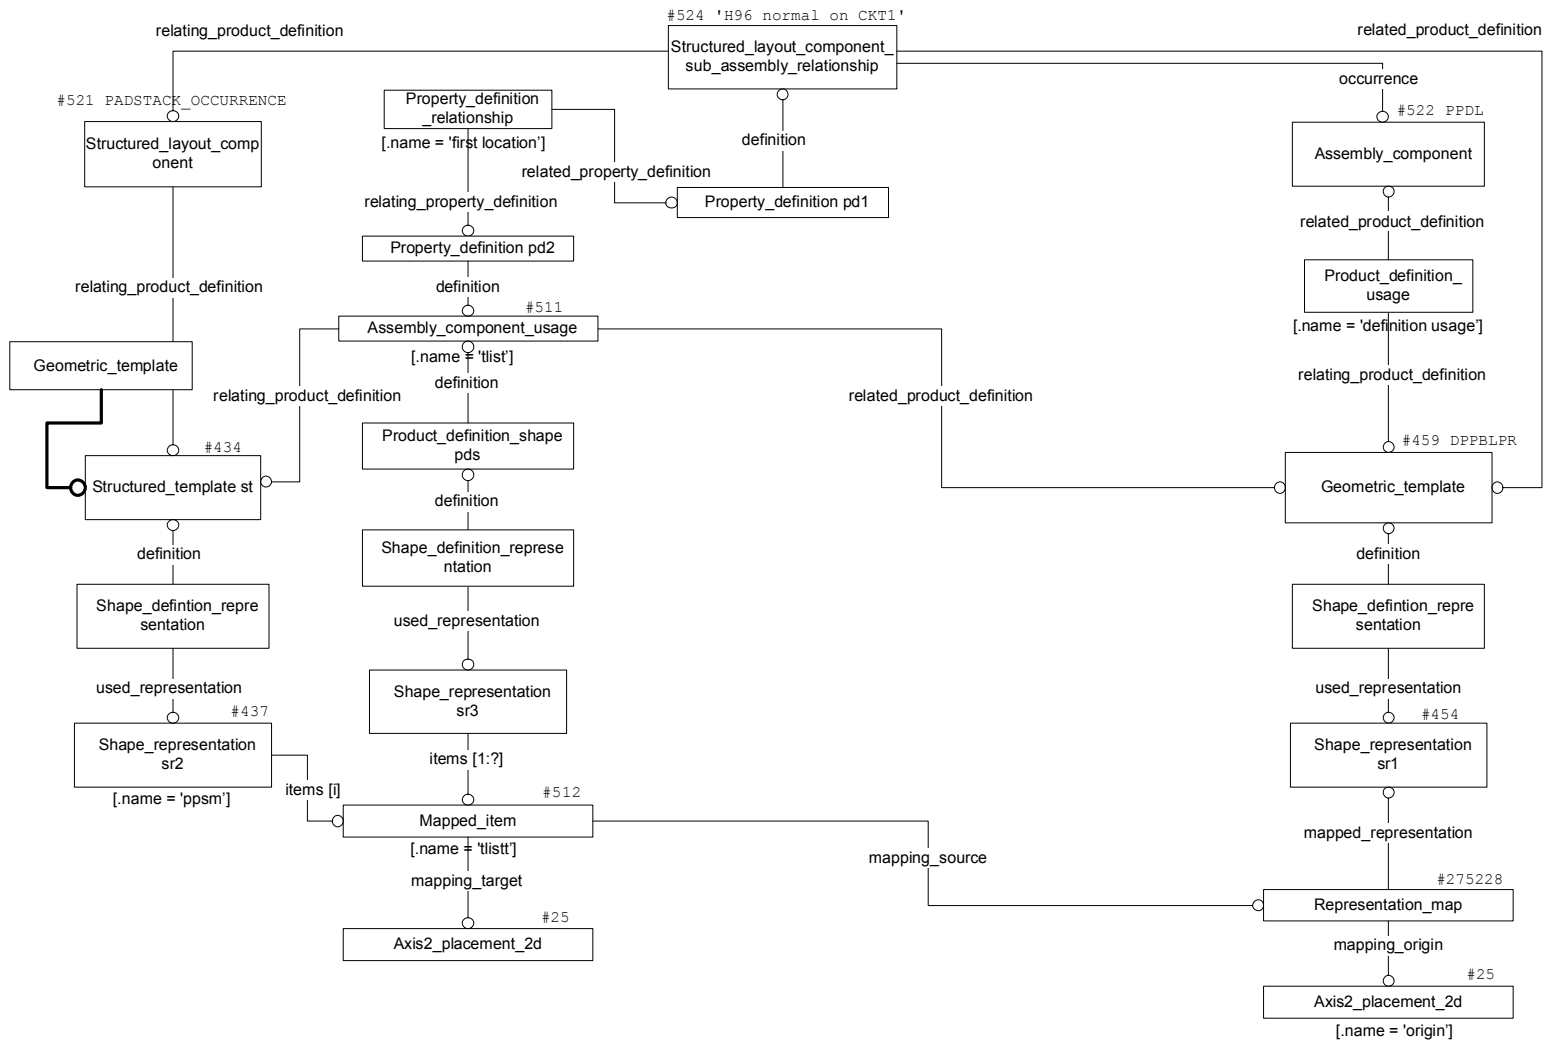 #524 'H96 normal on CKT1'
relating_product_definition
related_product_definition
Structured_layout_component_
sub_assembly_relationship
occurrence
#521 PADSTACK_OCCURRENCE
Property_definition
_relationship
#522 PPDL
[.name = 'first location']
definition
Structured_layout_comp
onent
Assembly_component
related_property_definition
relating_property_definition
Property_definition pd1
related_product_definition
Property_definition pd2
definition
relating_product_definition
Product_definition_
usage
#511
Assembly_component_usage
[.name = 'definition usage']
[.name = 'tlist']
Geometric_template
definition
relating_product_definition
relating_product_definition
related_product_definition
Product_definition_shape
pds
#434
#459 DPPBLPR
Structured_template st
Geometric_template
definition
definition
definition
Shape_definition_represe
ntation
Shape_defintion_repre
sentation
Shape_defintion_repre
sentation
used_representation
used_representation
used_representation
Shape_representation
sr3
#437
#454
Shape_representation
sr2
Shape_representation
sr1
items [1:?]
items [i]
[.name = 'ppsm']
#512
Mapped_item
mapped_representation
[.name = 'tlistt']
mapping_source
mapping_target
#275228
Representation_map
#25
Axis2_placement_2d
mapping_origin
#25
Axis2_placement_2d
[.name = 'origin']